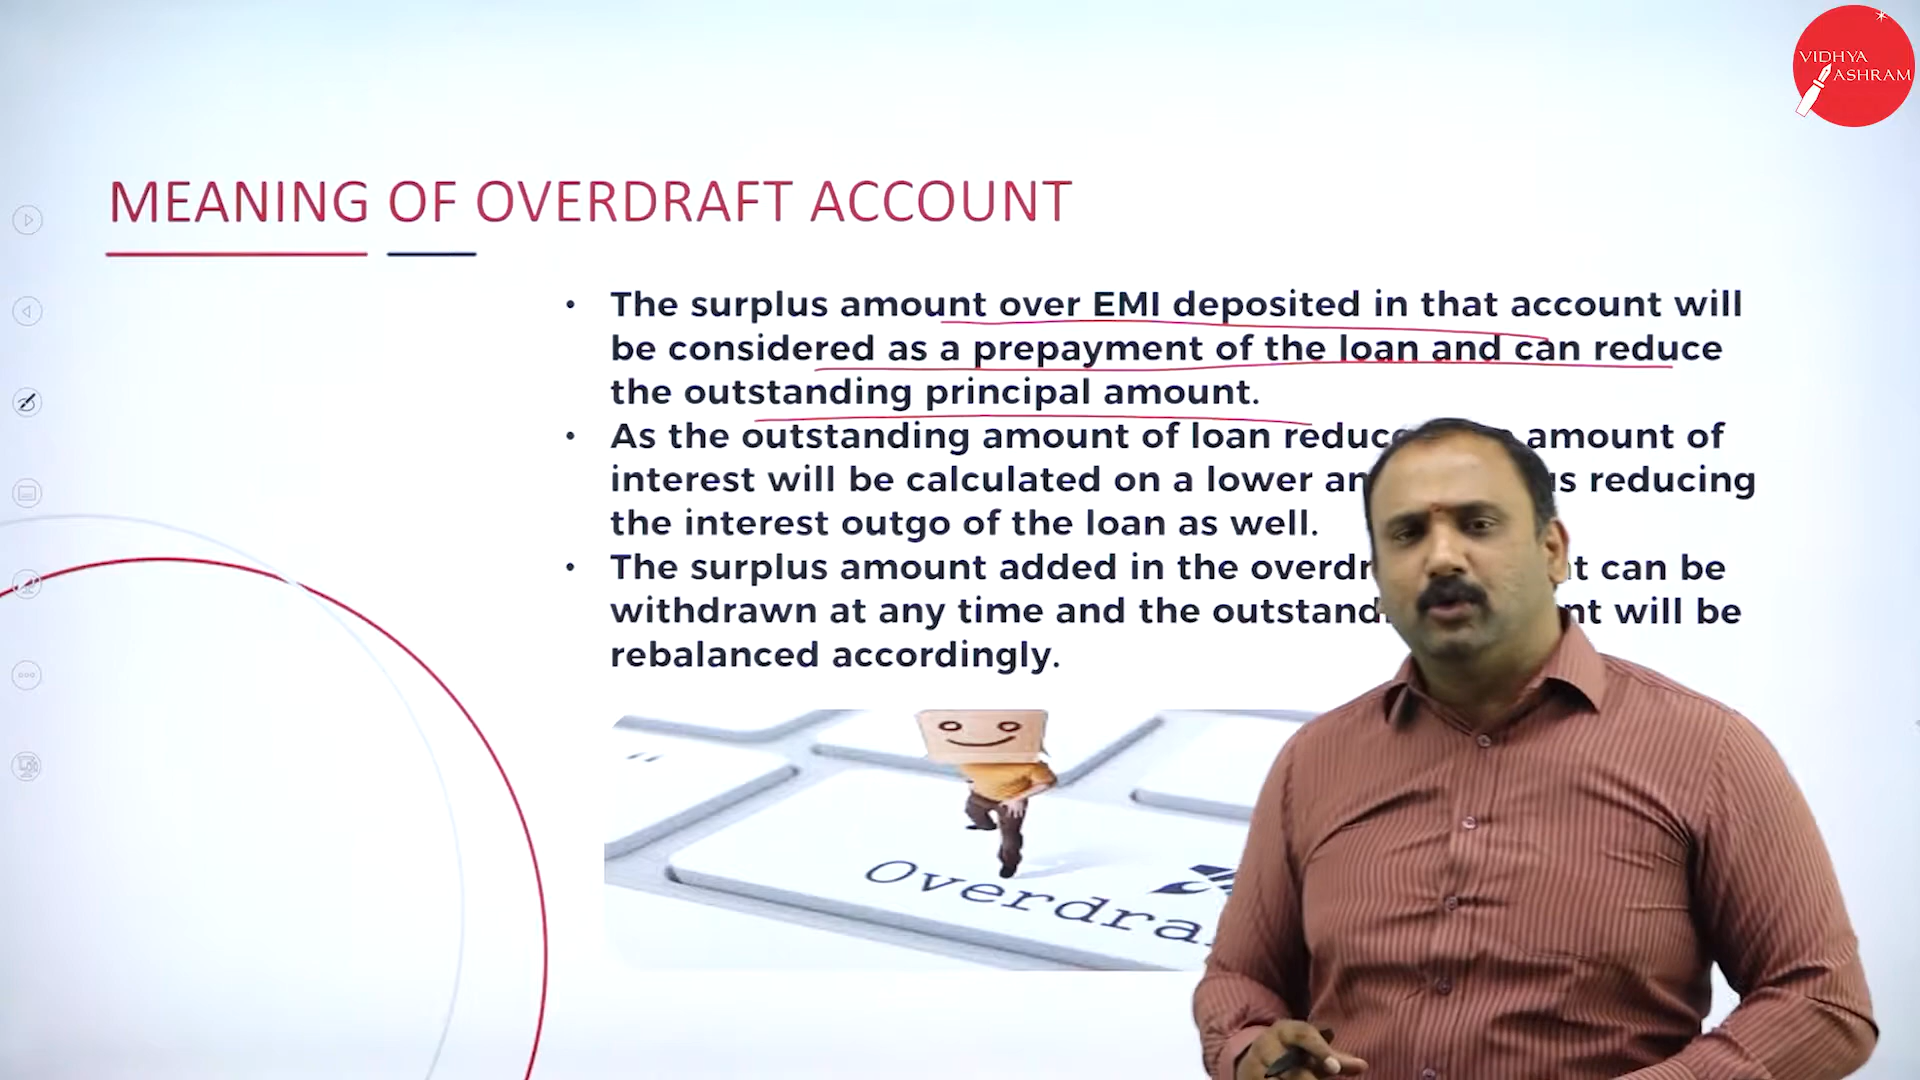 VIDHYA
ASHRAM
MEANING OF OVERDRAFT ACCOUNT
• The surplus amount over EMI deposited in that account will
be considered as a prepayment of the loan and can reduce
the outstanding principal amount.
• As the outstanding amount of loan reduc amount of
interest will be calculated on a lower reducing
the interest outgo of the loan as well.
• The surplus amount added in the can be
withdrawn at any time and the will be
rebalanced accordingly.
Overdra